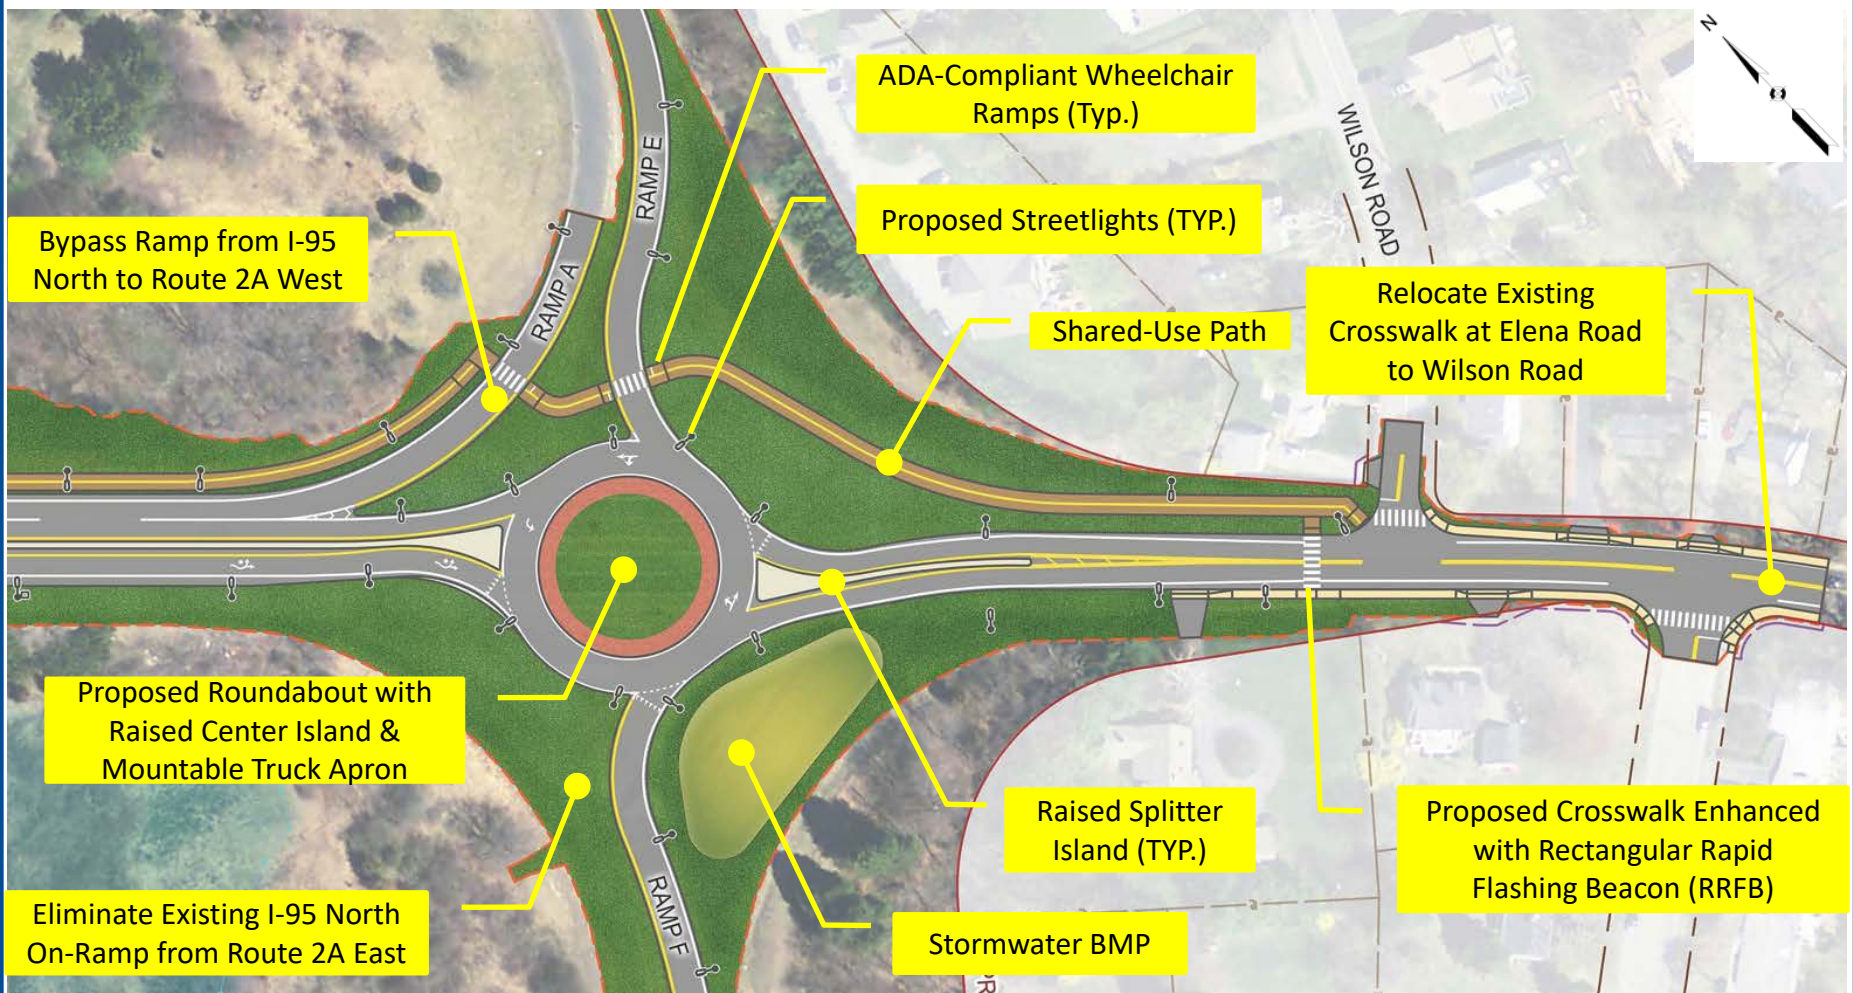 N
ADA-Compliant Wheelchair
Ramps (Typ.)
WILSON ROAD
RAMP E
Proposed Streetlights (TYP.)
Bypass Ramp from I-95
North to Route 2A West
RAMP A
Relocate Existing
Crosswalk at Elena Road
to Wilson Road
Shared-Use Path
Proposed Roundabout with
Raised Center Island &
Mountable Truck Apron
Raised Splitter
Island (TYP.)
Proposed Crosswalk Enhanced
with Rectangular Rapid
Flashing Beacon (RRFB)
Eliminate Existing I-95 North
On-Ramp from Route 2A East
RAMP F
Stormwater BMP